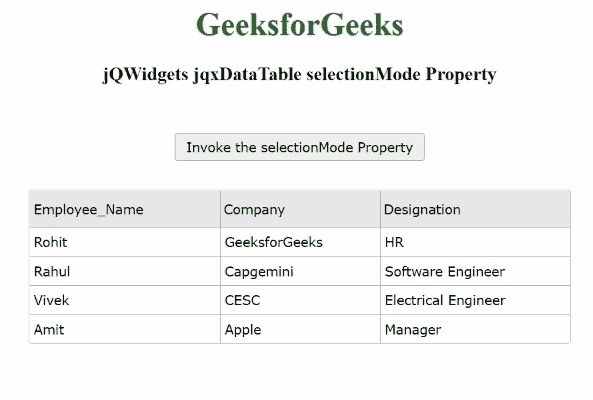 GeeksforGeeks
jQWidgets jqxDataTable selectionMode Property
Invoke the selectionMode Property
Employee_Name Company Designation
Rohit GeeksforGeeks HR
Rahul Capgemini Software Engineer
Vivek CESC Electrical Engineer
Amit Apple Manager